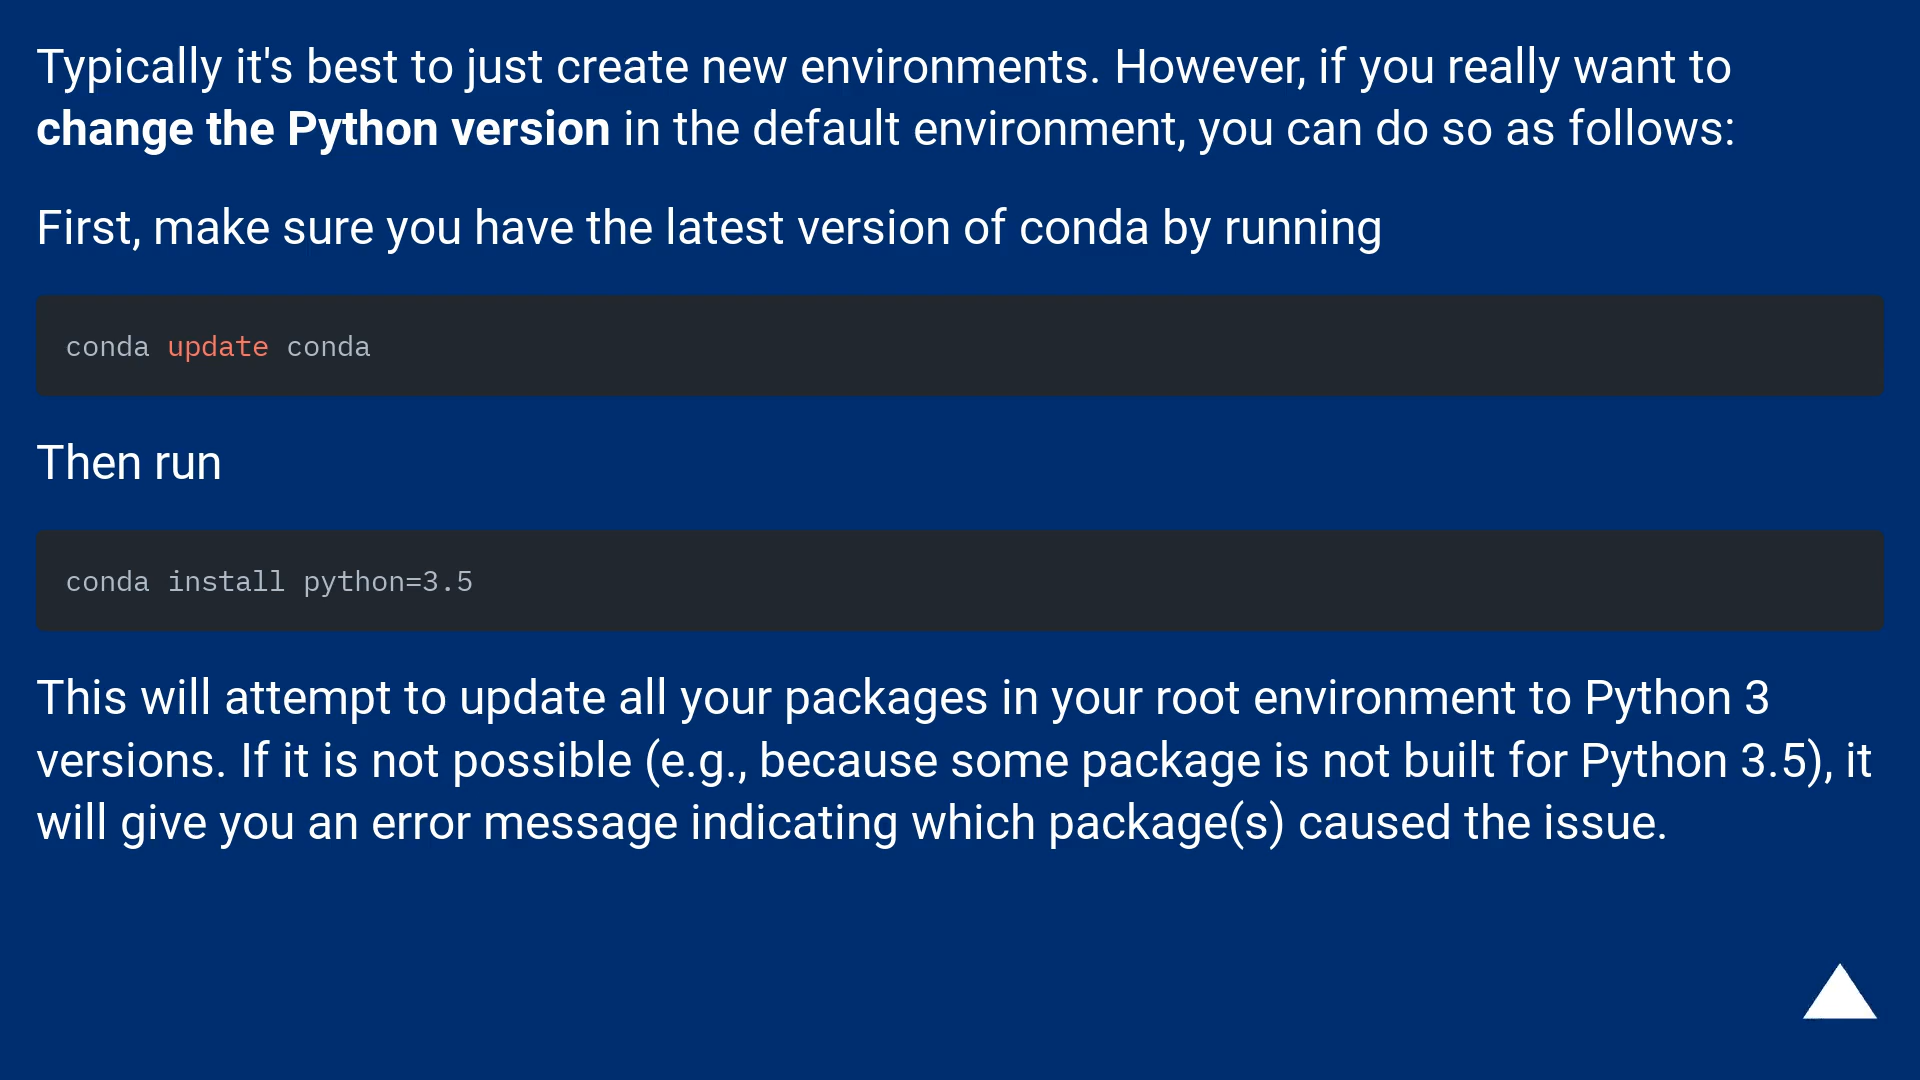 Typically it's best to just create new environments. However, if you really want to
change the Python version in the default environment, you can do so as follows:
First, make sure you have the latest version of conda by running
conda update conda
Then run
conda install python=3.5
This will attempt to update all your packages in your root environment to Python 3
versions. If it is not possible (e.g., because some package is not built for Python 3.5), it
will give you an error message indicating which package(s) caused the issue.